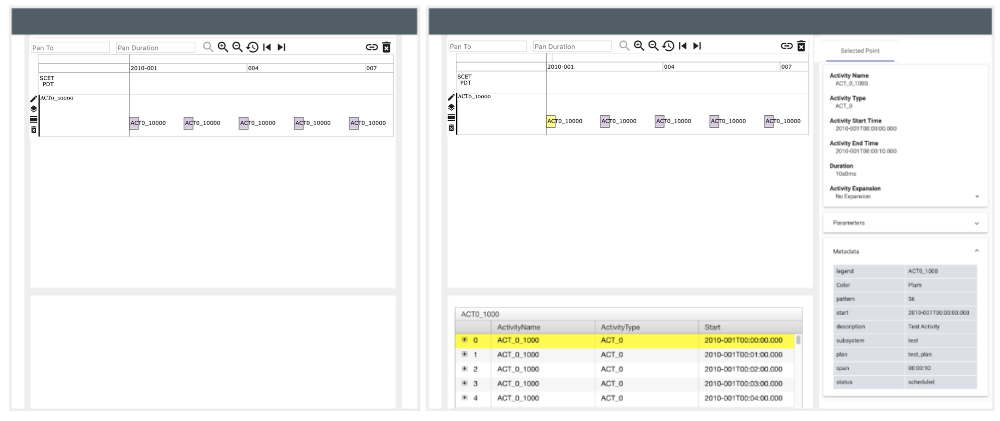 Pan To Pan Duration
2010-001 004 007
SCET
PDT
ACT0_10000
ACT0_10000 ACT0_10000 ACT0_10000 ACT0_10000 ACT0_10000
Pan To Pan Duration
2010-001 004 007
SCET
PDT
ACT0_10000
ACT0_10000 ACT0_10000 ACT0_10000 ACT0_10000 ACT0_10000
ACT0_1000
ActivityName ActivityType Start
0 ACT_0_1000 ACT_0 2010-001T00:00:00.000
1 ACT_0_1000 ACT_0 2010-001T00:01:00.000
2 ACT_0_1000 ACT_0 2010-001T00:02:00.000
3 ACT_0_1000 ACT_0 2010-001T00:03:00.000
4 ACT_0_1000 ACT_0 2010-001T00:04:00.000
Selected Point
Activity Name
ACT_0_1000
Activity Type
ACT_0
Activity Start Time
2010-001T00:00:00.000
Activity End Time
2010-001T00:00:10.000
Duration
10s0ms
Activity Expansion
No Expansion
Parameters
Metadata
legend ACT0_1000
Color Plum
pattern 56
start 2010-001T00:00:00.000
description Test Activity
subsystem test
plan test_plan
span 00:00:10
status scheduled